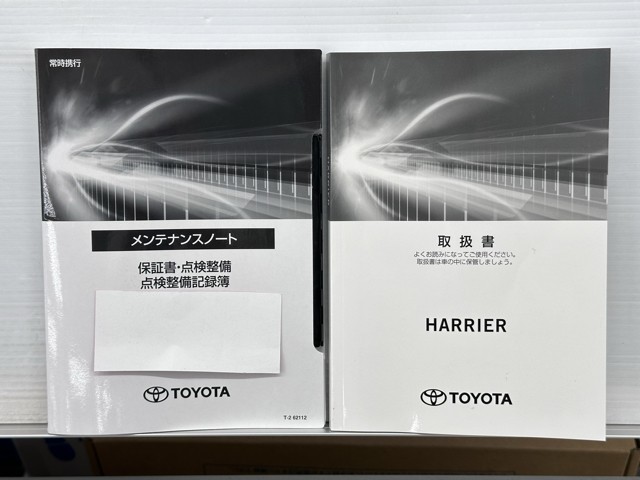 常時携行
メンテナンスノート
保証書・点検整備
点検整備記録簿
TOYOTA
T-2 62112
取扱書
よくお読みになってご使用ください。
取扱書は車の中に保管しましょう。
HARRIER
TOYOTA